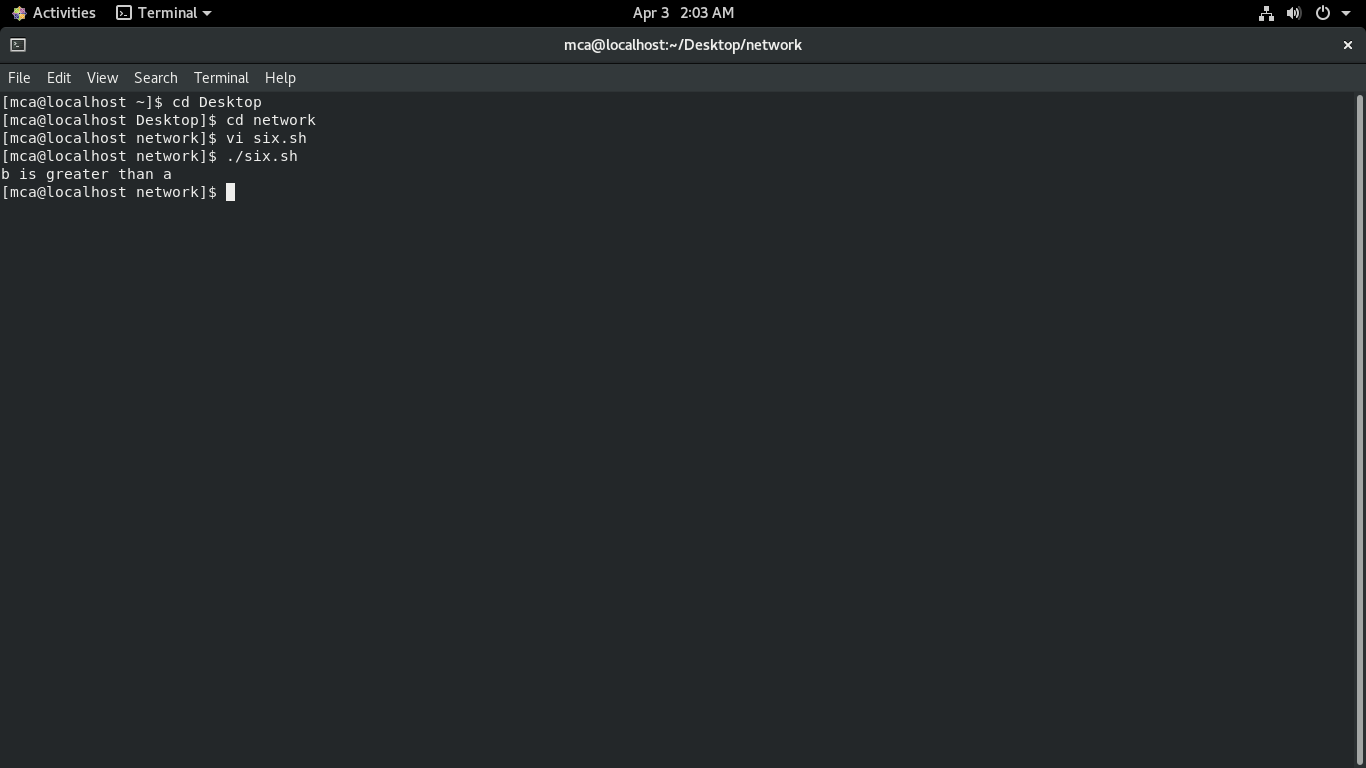 Activities Terminal Apr 3 2:03 AM
mca@localhost:~/Desktop/network
File Edit View Search Terminal Help
[mca@localhost ~]$ cd Desktop
[mca@localhost Desktop]$ cd network
[mca@localhost network]$ vi six.sh
[mca@localhost network]$ ./six.sh
b is greater than a
[mca@localhost network]$